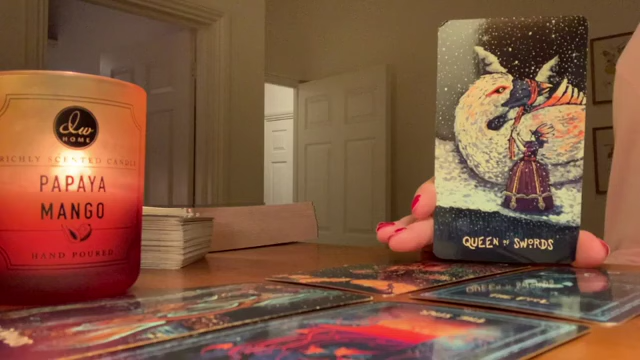 dw
HOME
RICHLY SCENTED CANDLE
PAPAYA
MANGO
HAND POURED
QUEEN OF SWORDS